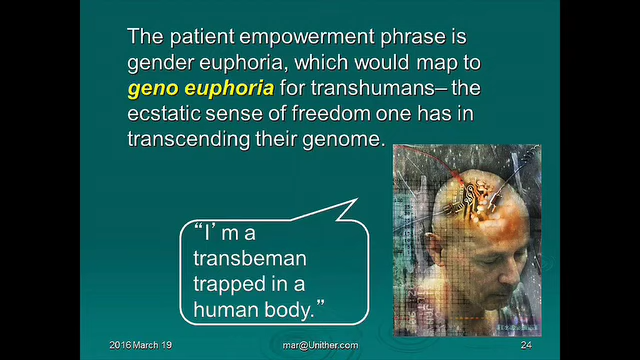 The patient empowerment phrase is
gender euphoria, which would map to
geno euphoria for transhumans– the
ecstatic sense of freedom one has in
transcending their genome.
“I’m a
transbeman
trapped in a
human body.”
2016 March 19
mar@Unither.com
24